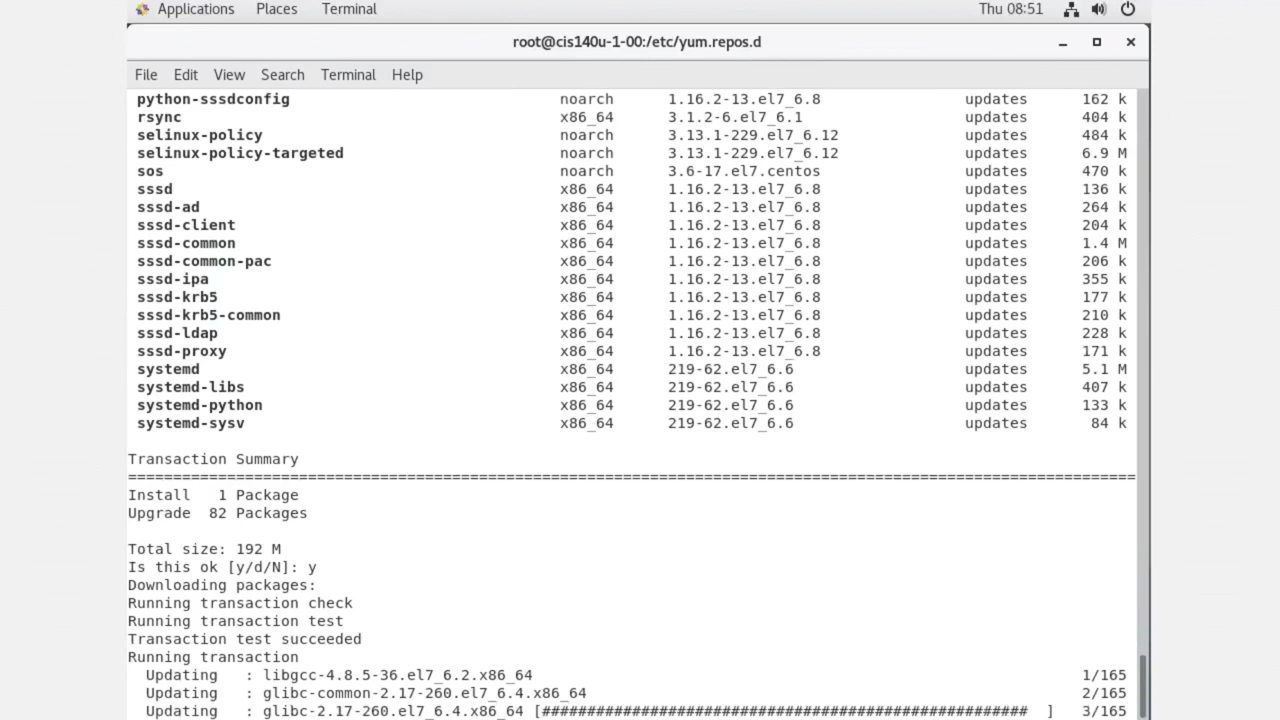 Applications Places Terminal Thu 08:51
root@cis140u-1-00:/etc/yum.repos.d
File Edit View Search Terminal Help
python-sssdconfig noarch 1.16.2-13.el7_6.8 updates 162 k
rsync x86_64 3.1.2-6.el7_6.1 updates 404 k
selinux-policy noarch 3.13.1-229.el7_6.12 updates 484 k
selinux-policy-targeted noarch 3.13.1-229.el7_6.12 updates 6.9 M
sos noarch 3.6-17.el7.centos updates 470 k
sssd x86_64 1.16.2-13.el7_6.8 updates 136 k
sssd-ad x86_64 1.16.2-13.el7_6.8 updates 264 k
sssd-client x86_64 1.16.2-13.el7_6.8 updates 204 k
sssd-common x86_64 1.16.2-13.el7_6.8 updates 1.4 M
sssd-common-pac x86_64 1.16.2-13.el7_6.8 updates 206 k
sssd-ipa x86_64 1.16.2-13.el7_6.8 updates 355 k
sssd-krb5 x86_64 1.16.2-13.el7_6.8 updates 177 k
sssd-krb5-common x86_64 1.16.2-13.el7_6.8 updates 210 k
sssd-ldap x86_64 1.16.2-13.el7_6.8 updates 228 k
sssd-proxy x86_64 1.16.2-13.el7_6.8 updates 171 k
systemd x86_64 219-62.el7_6.6 updates 5.1 M
systemd-libs x86_64 219-62.el7_6.6 updates 407 k
systemd-python x86_64 219-62.el7_6.6 updates 133 k
systemd-sysv x86_64 219-62.el7_6.6 updates 84 k
Transaction Summary
================================================================================================================
Install 1 Package
Upgrade 82 Packages
Total size: 192 M
Is this ok [y/d/N]: y
Downloading packages:
Running transaction check
Running transaction test
Transaction test succeeded
Running transaction
Updating : libgcc-4.8.5-36.el7_6.2.x86_64 1/165
Updating : glibc-common-2.17-260.el7_6.4.x86_64 2/165
Updating : glibc-2.17-260.el7_6.4.x86_64 [###################################################### ] 3/165